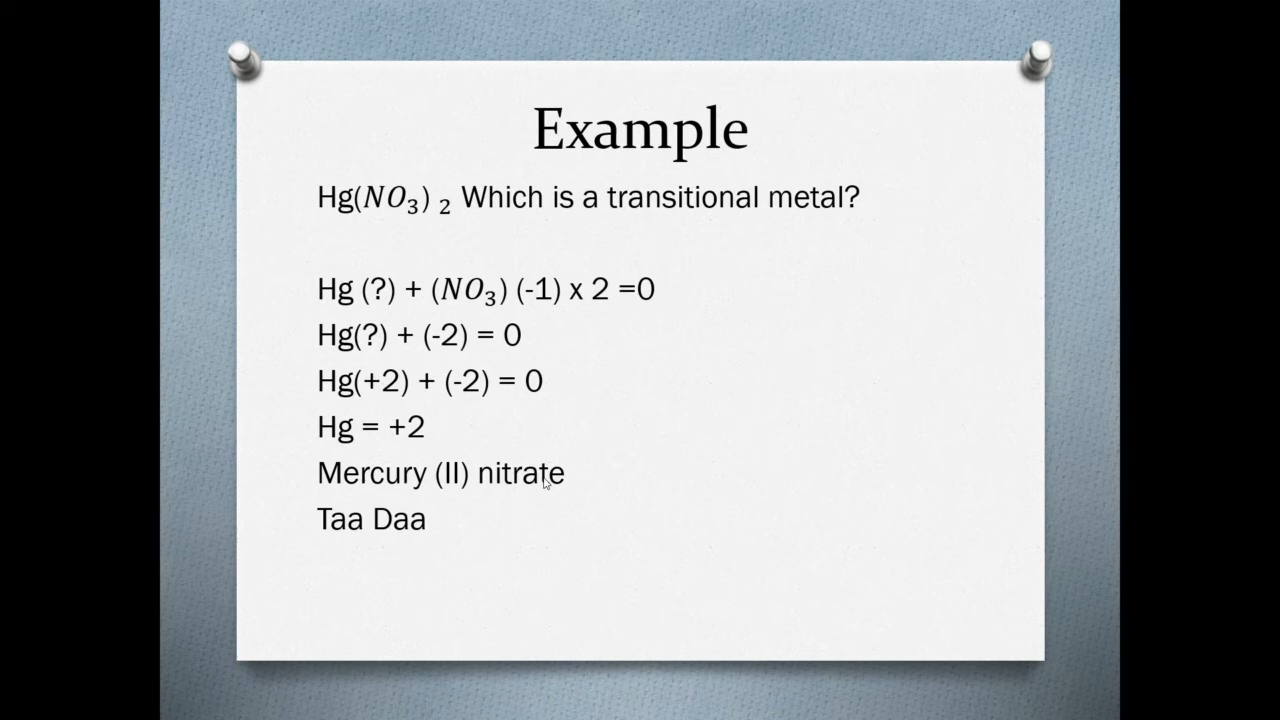 Example
Hg(NO₃) ₂ Which is a transitional metal?
Hg (?) + (NO₃) (-1) x 2 =0
Hg(?) + (-2) = 0
Hg(+2) + (-2) = 0
Hg = +2
Mercury (II) nitrate
Taa Daa